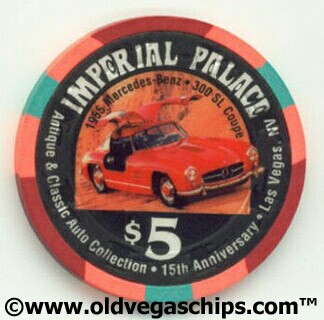 IMPERIAL PALACE
1955 Mercedes-Benz • 300 SL Coupe
$5
Antique & Classic Auto Collection • 15th Anniversary • Las Vegas, NV
©www.oldvegaschips.com™